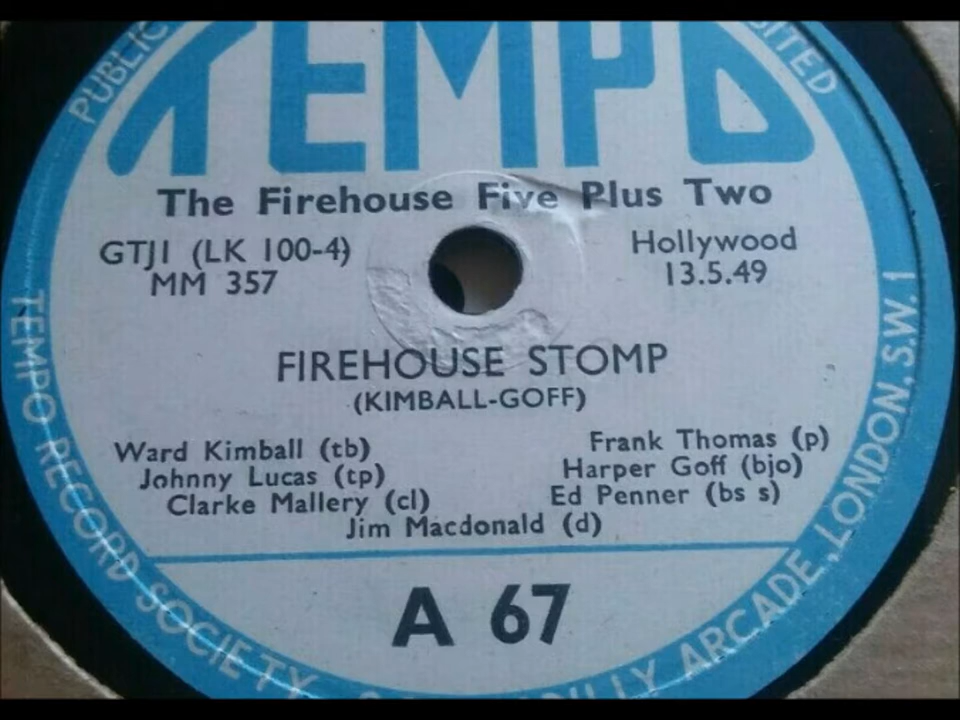 TEMPO
The Firehouse Five Plus Two
GTJ1 (LK 100-4)
MM 357
Hollywood
13.5.49
FIREHOUSE STOMP
(KIMBALL-GOFF)
Ward Kimball (tb)
Johnny Lucas (tp)
Clarke Mallery (cl)
Frank Thomas (p)
Harper Goff (bjo)
Ed Penner (bs s)
Jim Macdonald (d)
A 67
TEMPO RECORD SOCIETY
ARCADE, LONDON, S.W.1